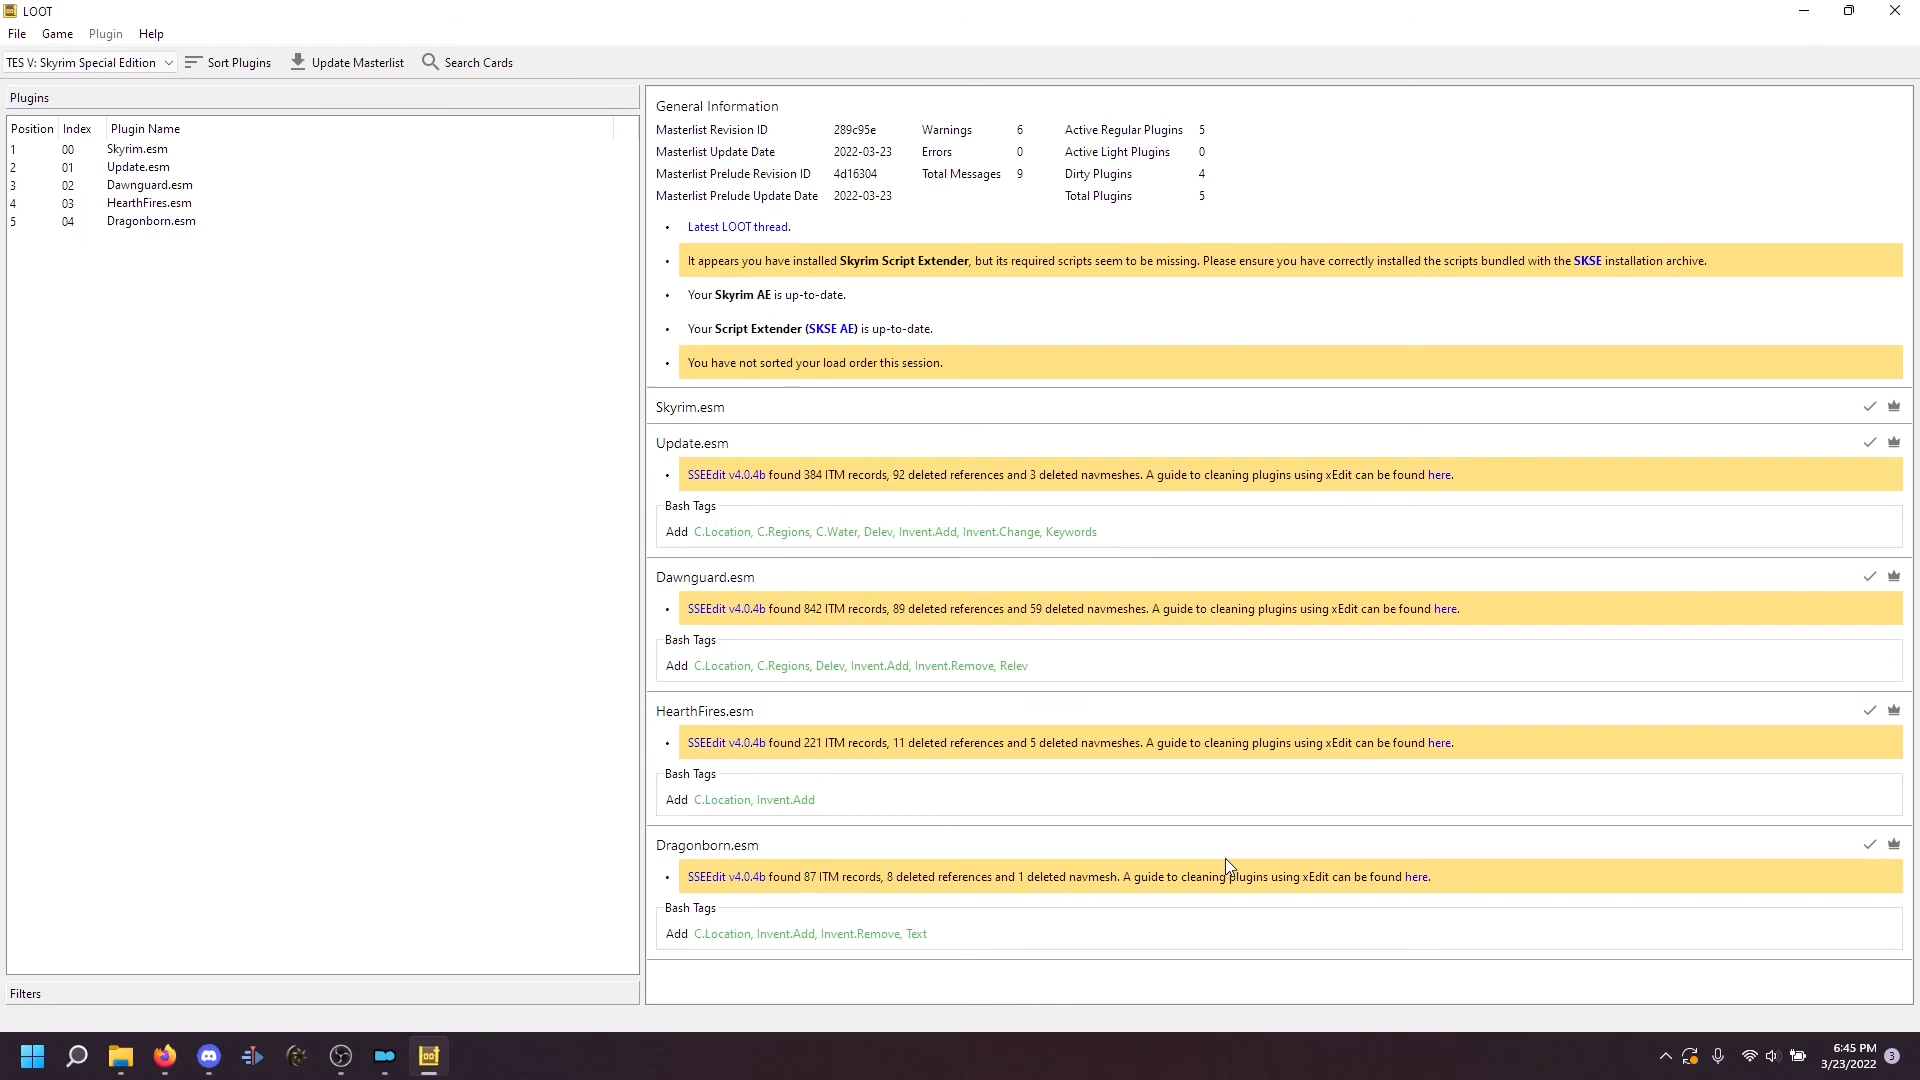 LOOT
File Game Plugin Help
TES V: Skyrim Special Edition Sort Plugins Update Masterlist Search Cards
Plugins
Position Index Plugin Name
1 00 Skyrim.esm
2 01 Update.esm
3 02 Dawnguard.esm
4 03 HearthFires.esm
5 04 Dragonborn.esm
Filters
General Information
Masterlist Revision ID 289c95e Warnings 6 Active Regular Plugins 5
Masterlist Update Date 2022-03-23 Errors 0 Active Light Plugins 0
Masterlist Prelude Revision ID 4d16304 Total Messages 9 Dirty Plugins 4
Masterlist Prelude Update Date 2022-03-23 Total Plugins 5
• Latest LOOT thread.
• It appears you have installed Skyrim Script Extender, but its required scripts seem to be missing. Please ensure you have correctly installed the scripts bundled with the SKSE installation archive.
• Your Skyrim AE is up-to-date.
• Your Script Extender (SKSE AE) is up-to-date.
• You have not sorted your load order this session.
Skyrim.esm
Update.esm
• SSEEdit v4.0.4b found 384 ITM records, 92 deleted references and 3 deleted navmeshes. A guide to cleaning plugins using xEdit can be found here.
Bash Tags
Add C.Location, C.Regions, C.Water, Delev, Invent.Add, Invent.Change, Keywords
Dawnguard.esm
• SSEEdit v4.0.4b found 842 ITM records, 89 deleted references and 59 deleted navmeshes. A guide to cleaning plugins using xEdit can be found here.
Bash Tags
Add C.Location, C.Regions, Delev, Invent.Add, Invent.Remove, Relev
HearthFires.esm
• SSEEdit v4.0.4b found 221 ITM records, 11 deleted references and 5 deleted navmeshes. A guide to cleaning plugins using xEdit can be found here.
Bash Tags
Add C.Location, Invent.Add
Dragonborn.esm
• SSEEdit v4.0.4b found 87 ITM records, 8 deleted references and 1 deleted navmesh. A guide to cleaning plugins using xEdit can be found here.
Bash Tags
Add C.Location, Invent.Add, Invent.Remove, Text
6:45 PM
3/23/2022 3